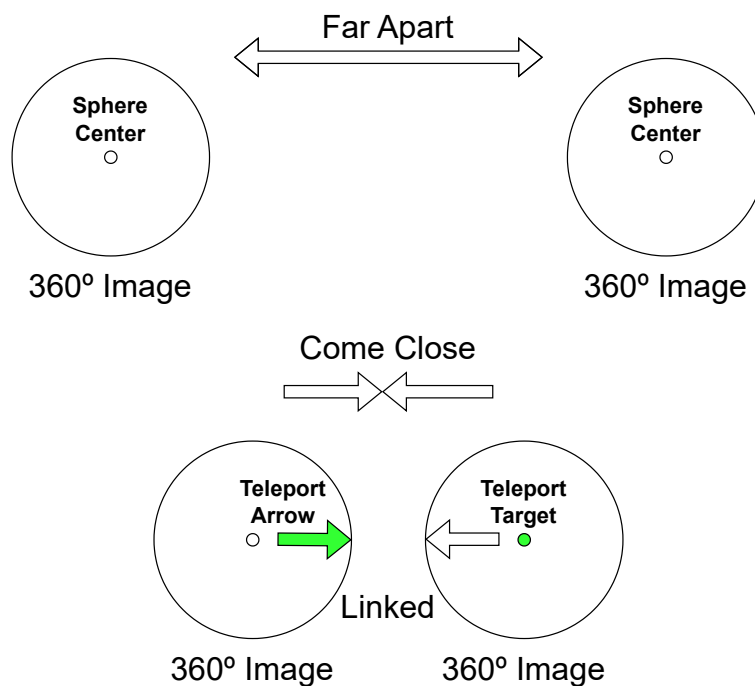 Far Apart
Sphere
Center
Sphere
Center
360º Image
360º Image
Come Close
Teleport
Arrow
Teleport
Target
Linked
360º Image
360º Image